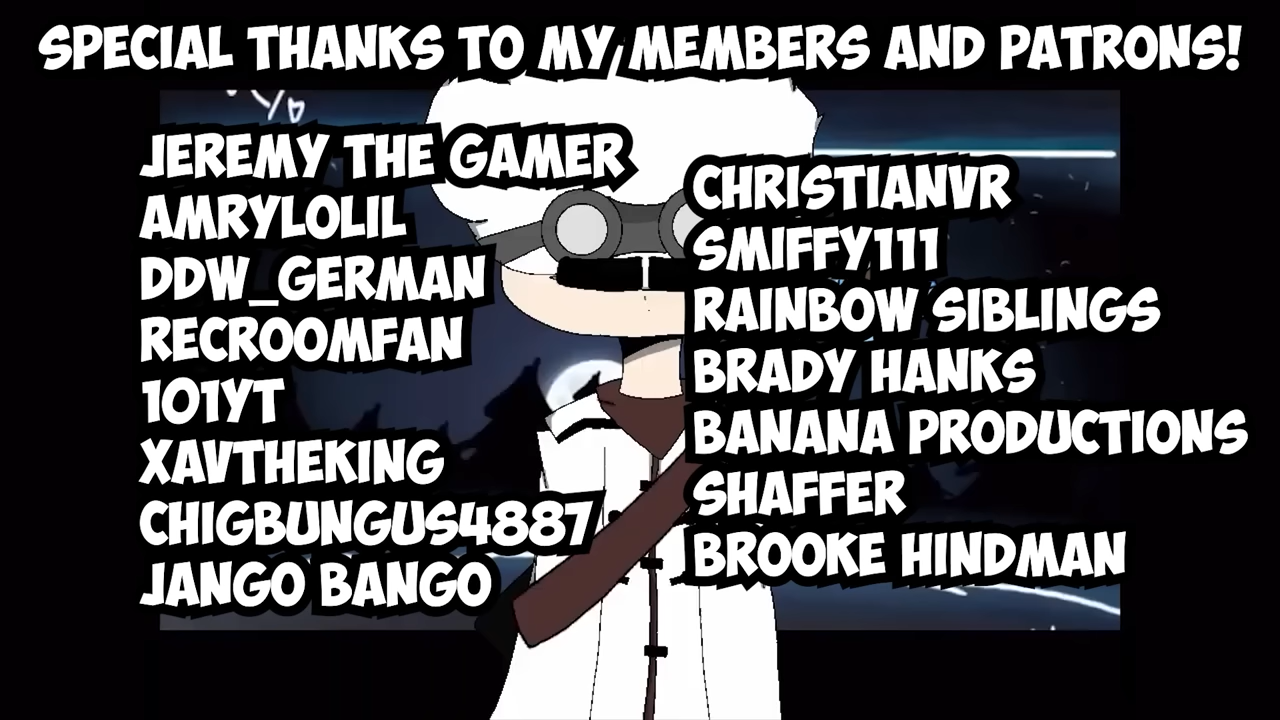 SPECIAL THANKS TO MY MEMBERS AND PATRONS!
JEREMY THE GAMER
AMRYLOLIL
DDW_GERMAN
RECROOMFAN
101YT
XAVTHEKING
CHIGBUNGUS4887
JANGO BANGO
CHRISTIANVR
SMIFFY111
RAINBOW SIBLINGS
BRADY HANKS
BANANA PRODUCTIONS
SHAFFER
BROOKE HINDMAN